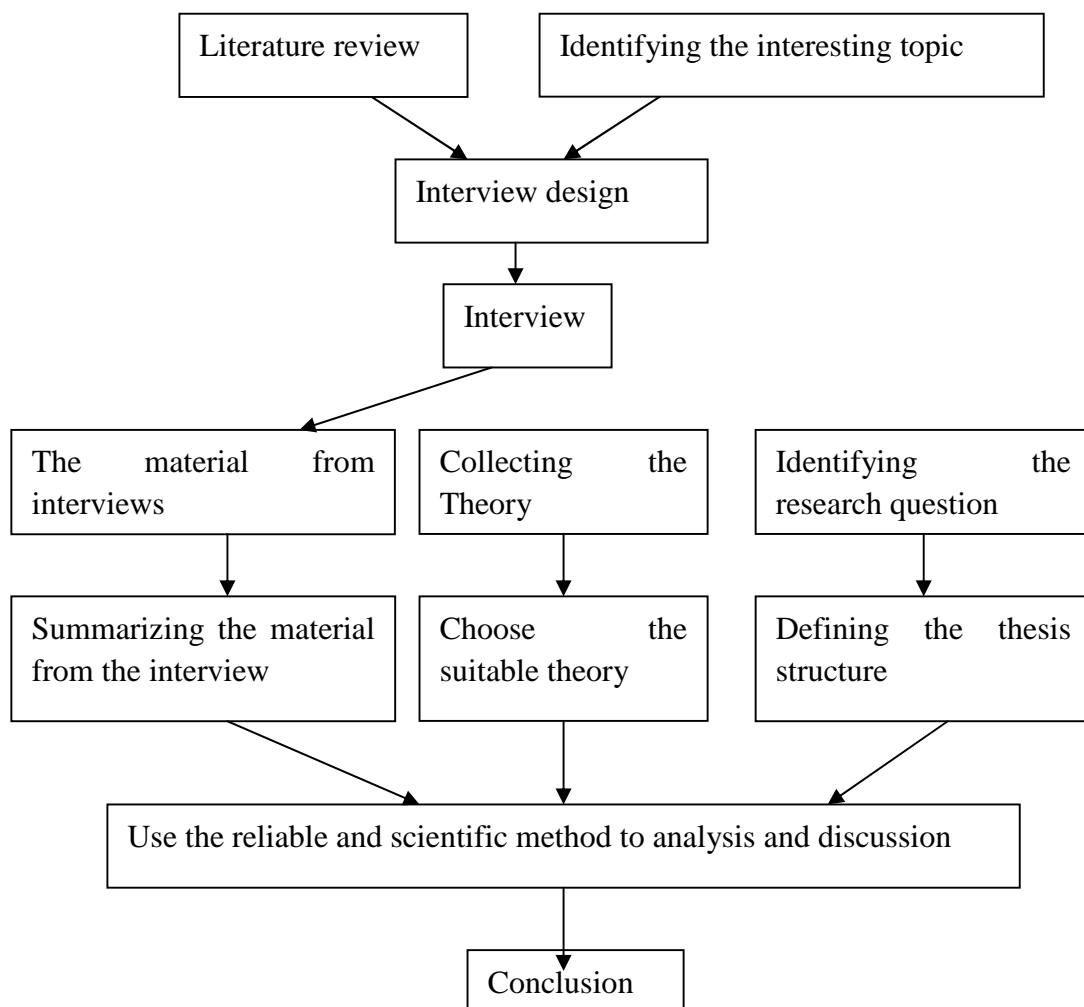 Literature review
Identifying the interesting topic
Interview design
Interview
The material from
interviews
Collecting the
Theory
Identifying the
research question
Summarizing the material
from the interview
Choose the
suitable theory
Defining the thesis
structure
Use the reliable and scientific method to analysis and discussion
Conclusion